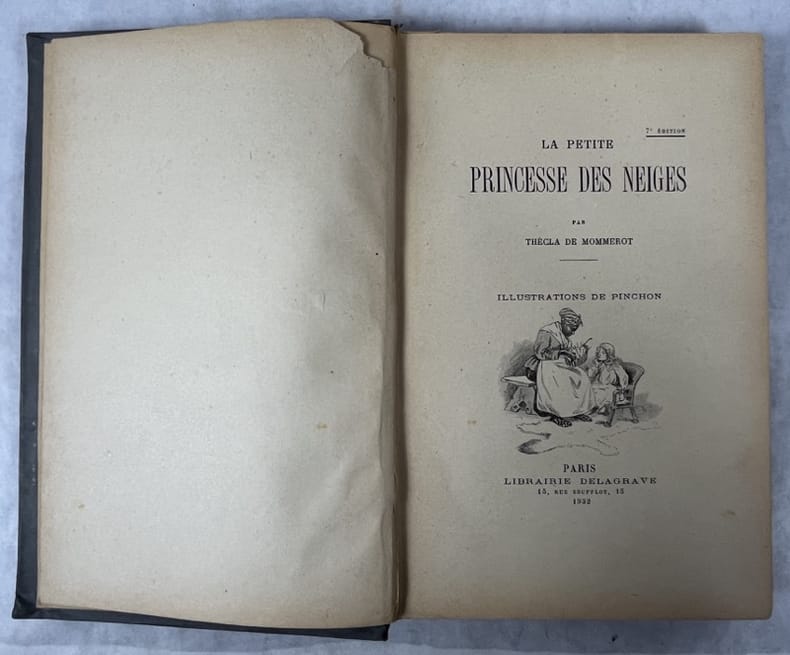 7e ÉDITION
LA PETITE
PRINCESSE DES NEIGES
PAR
THÉCLA DE MOMMEROT
ILLUSTRATIONS DE PINCHON
PARIS
LIBRAIRIE DELAGRAVE
15, RUE SOUFFLOT, 15
1932